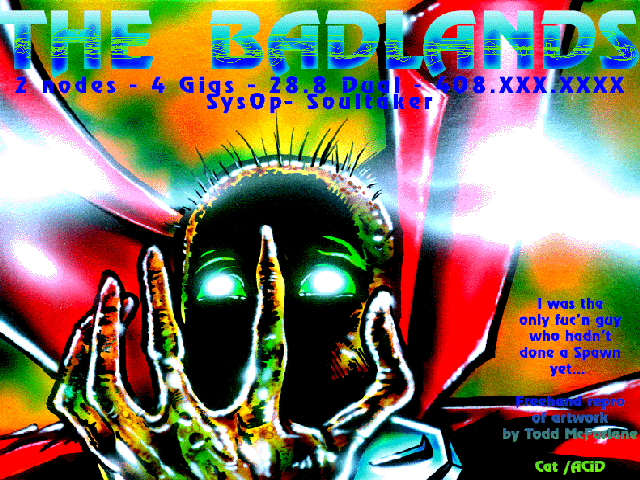 THE BADLANDS
2 nodes - 4 Gigs - 28.8 Dual - 408.XXX.XXXX
SysOp- Soultaker
I was the
only fuc'n guy
who hadn't
done a Spawn
yet...
Freehand repro
of artwork
by Todd McFarlane
Cat /ACiD